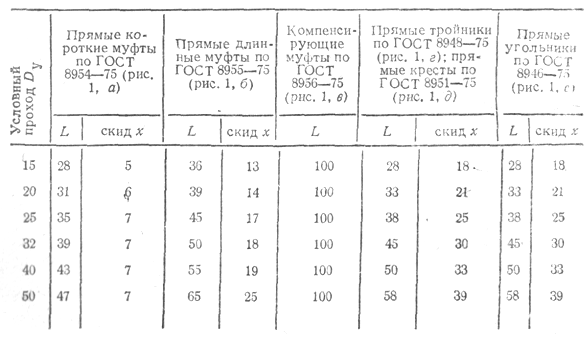 Условный проход Dу
Прямые короткие муфты по ГОСТ 8954—75 (рис. 1, а)
Прямые длинные муфты по ГОСТ 8955—75 (рис. 1, б)
Компенсирующие муфты по ГОСТ 8956—75 (рис. 1, в)
Прямые тройники по ГОСТ 8948—75 (рис. 1, г); прямые кресты по ГОСТ 8951—75 (рис. 1, д)
Прямые угольники по ГОСТ 8946—75 (рис. 1, е)
L скид x L скид x L L скид x L скид x
15 28 5 36 13 100 28 18 28 18
20 31 6 39 14 100 33 21 33 21
25 35 7 45 17 100 38 25 38 25
32 39 7 50 18 100 45 30 45 30
40 43 7 55 19 100 50 33 50 33
50 47 7 65 25 100 58 39 58 39